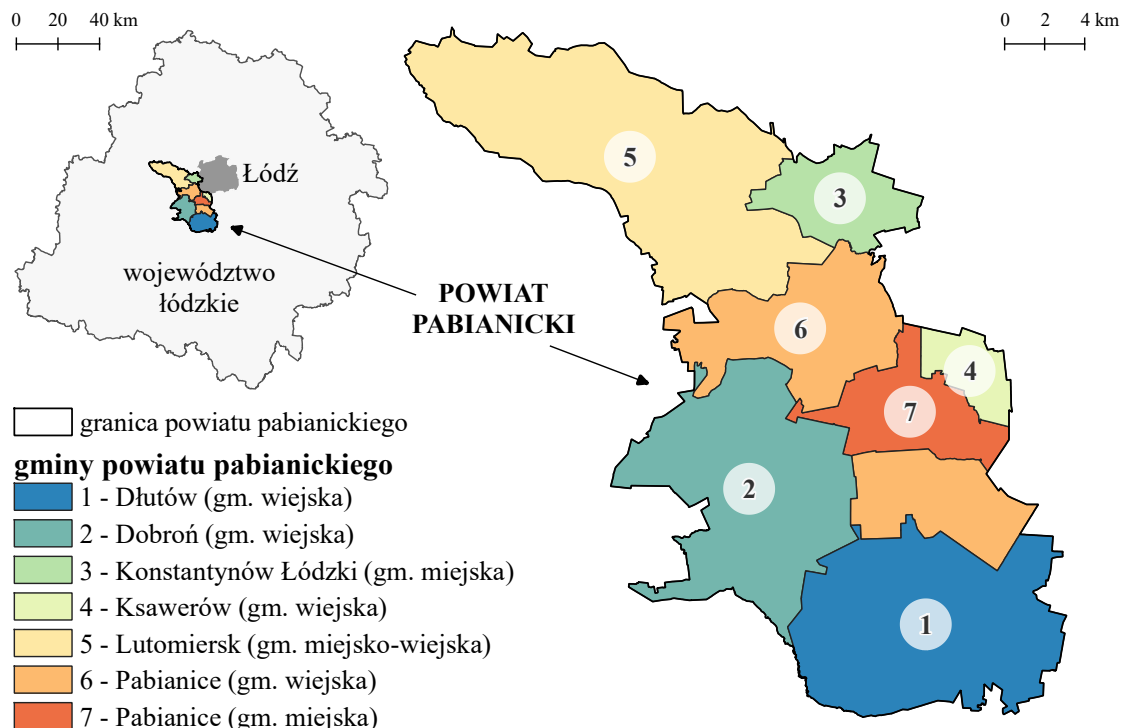 0 20 40 km
0 2 4 km
Łódź
województwo
łódzkie
POWIAT
PABIANICKI
5
3
6
4
7
2
1
granica powiatu pabianickiego
gminy powiatu pabianickiego
1 - Dłutów (gm. wiejska)
2 - Dobroń (gm. wiejska)
3 - Konstantynów Łódzki (gm. miejska)
4 - Ksawerów (gm. wiejska)
5 - Lutomiersk (gm. miejsko-wiejska)
6 - Pabianice (gm. wiejska)
7 - Pabianice (gm. miejska)